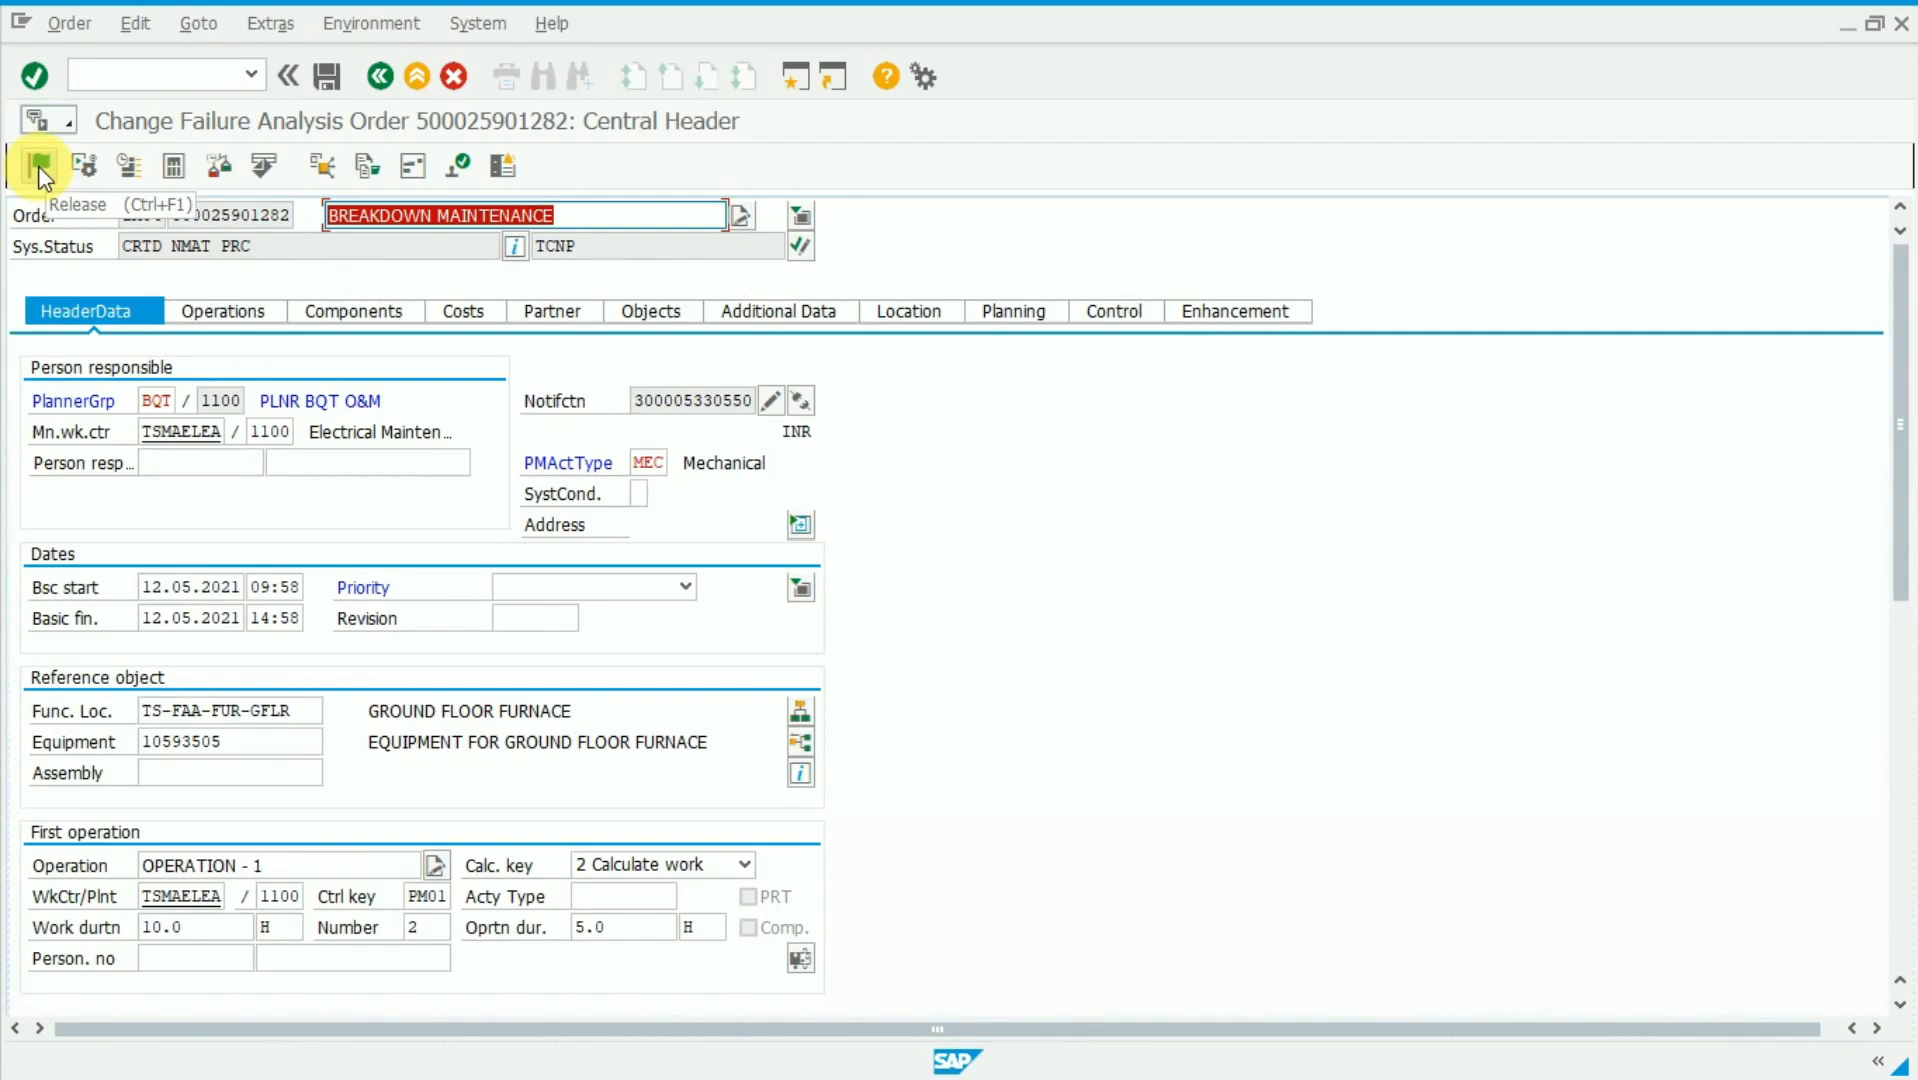 Order Edit Goto Extras Environment System Help
Change Failure Analysis Order 500025901282: Central Header
Release (Ctrl+F1)
BREAKDOWN MAINTENANCE
Sys.Status CRTD NMAT PRC TCNP
HeaderData Operations Components Costs Partner Objects Additional Data Location Planning Control Enhancement
Person responsible
PlannerGrp BQT / 1100 PLNR BQT O&M Notifctn 300005330550
Mn.wk.ctr TSMAELEA / 1100 Electrical Mainten... INR
Person resp... PMActType MEC Mechanical
SystCond.
Address
Dates
Bsc start 12.05.2021 09:58 Priority
Basic fin. 12.05.2021 14:58 Revision
Reference object
Func. Loc. TS-FAA-FUR-GFLR GROUND FLOOR FURNACE
Equipment 10593505 EQUIPMENT FOR GROUND FLOOR FURNACE
Assembly
First operation
Operation OPERATION - 1 Calc. key 2 Calculate work
WkCtr/Plnt TSMAELEA / 1100 Ctrl key PM01 Acty Type PRT
Work durtn 10.0 H Number 2 Oprtn dur. 5.0 H Comp.
Person. no
SAP